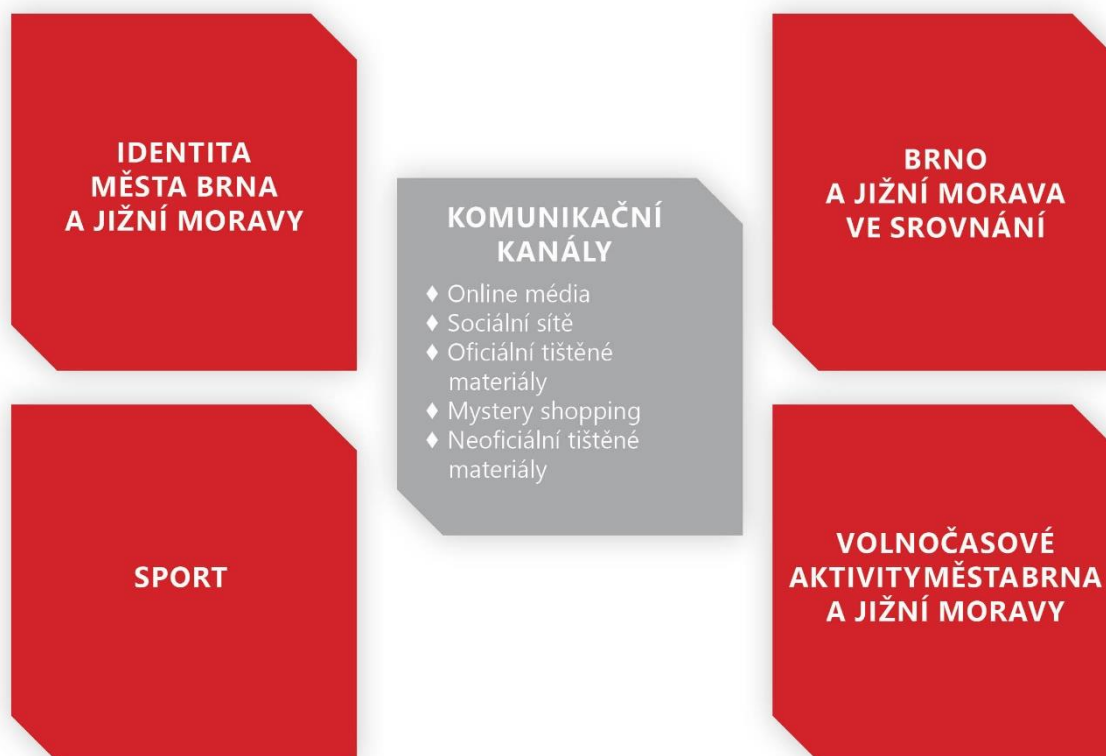 IDENTITA
MĚSTA BRNA
A JIŽNÍ MORAVY
KOMUNIKAČNÍ
KANÁLY
♦ Online média
♦ Sociální sítě
♦ Oficiální tištěné
materiály
♦ Mystery shopping
♦ Neoficiální tištěné
materiály
BRNO
A JIŽNÍ MORAVA
VE SROVNÁNÍ
SPORT
VOLNOČASOVÉ
AKTIVITYMĚSTABRNA
A JIŽNÍ MORAVY